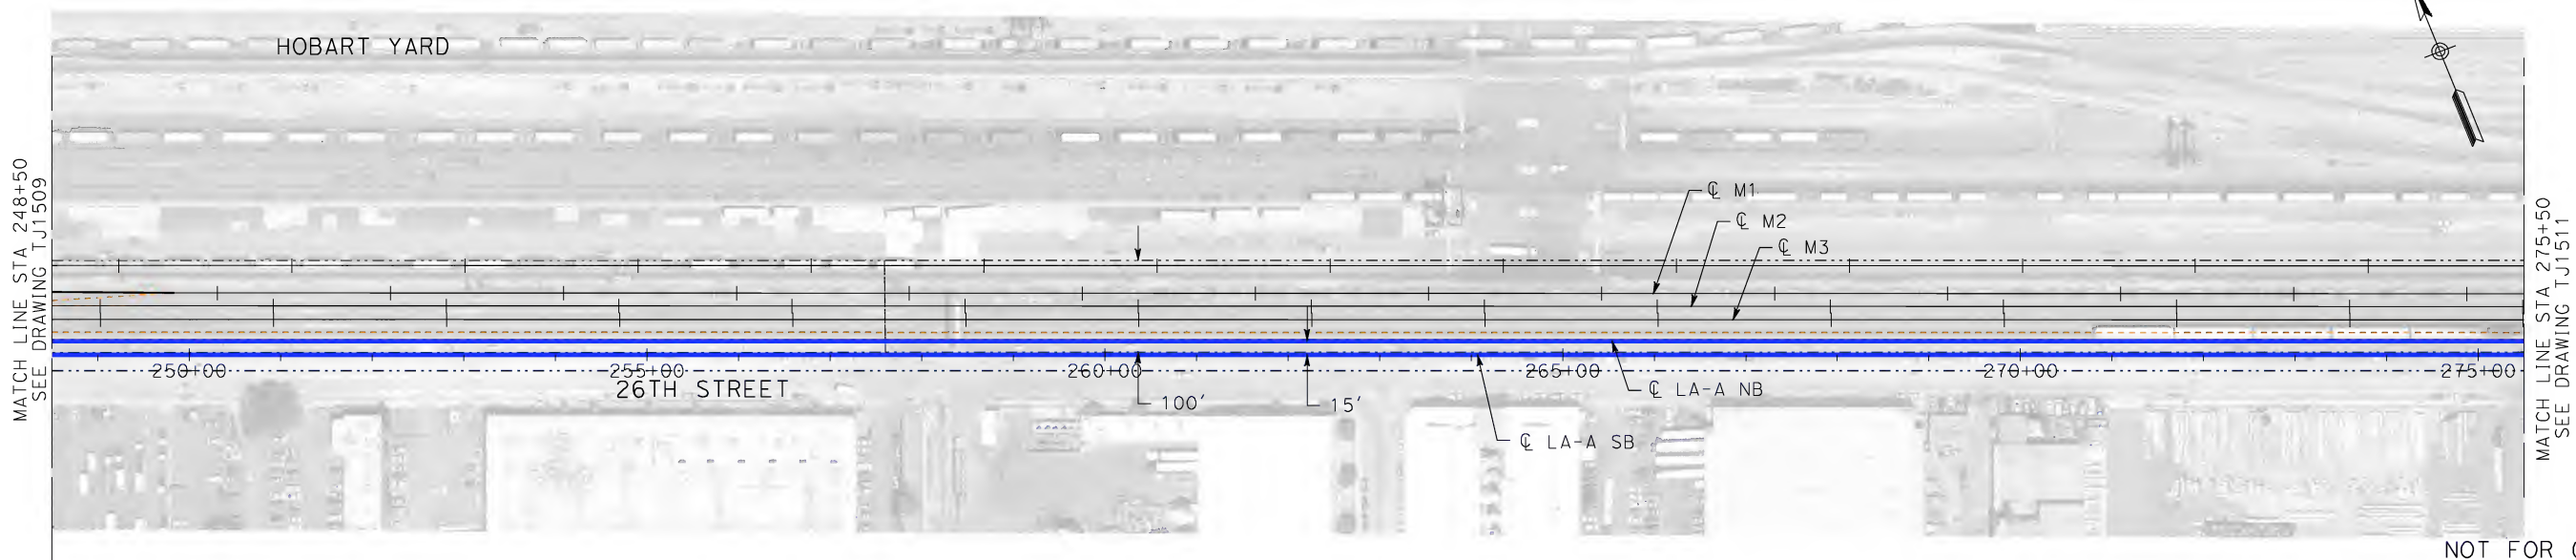 HOBART YARD
MATCH LINE STA 248+50
SEE DRAWING TJ1509
℄ M1
℄ M2
℄ M3
MATCH LINE STA 275+50
SEE DRAWING TJ1511
250+00
255+00
260+00
265+00
270+00
275+00
26TH STREET
100'
15'
℄ LA-A NB
℄ LA-A SB
NOT FOR